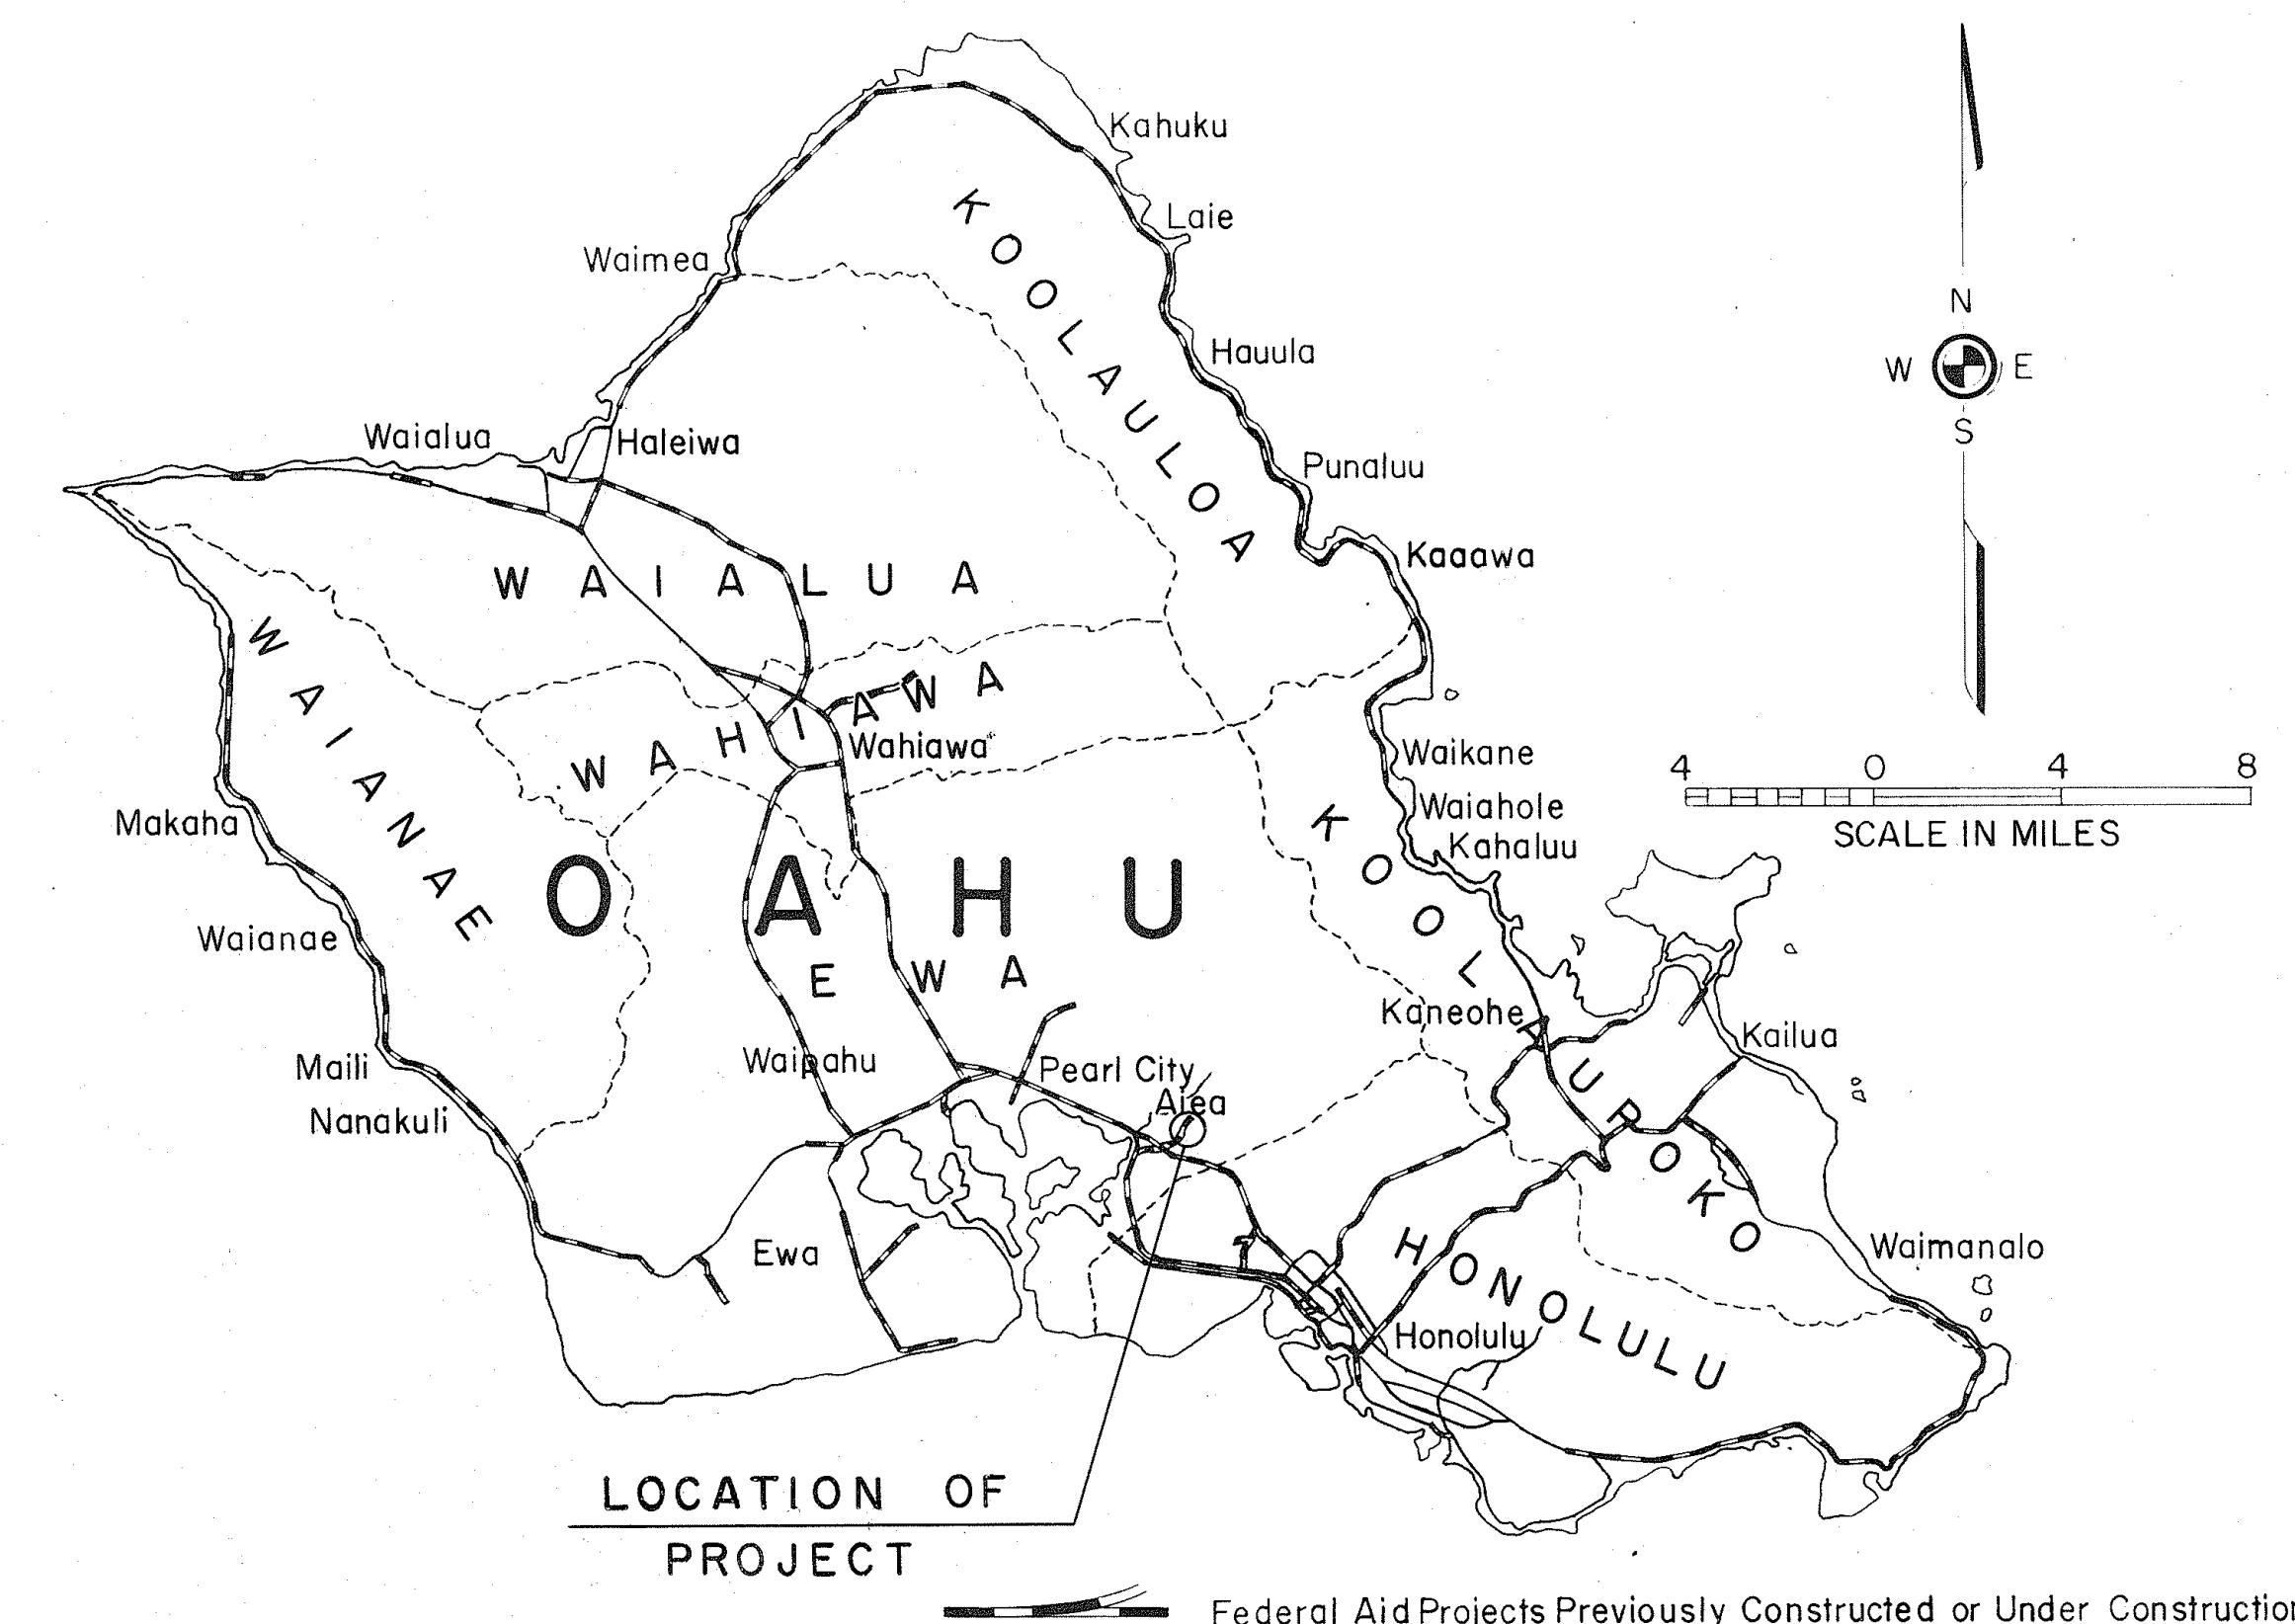 Kahuku
Laie
Waimea
KOOLAULOA
N
W E
S
Hauula
Waialua
Haleiwa
Punaluu
Kaaawa
WAIALUA
WAIANAE
WAHIAWA
Wahiawa
Waikane
4 0 4 8
SCALE IN MILES
Waiahole
Kahaluu
Makaha
OAHU
KOOLAUPOKO
Waianae
EWA
Kaneohe
Kailua
Waipahu
Pearl City
Maili
Aiea
Nanakuli
Ewa
Waimanalo
HONOLULU
Honolulu
LOCATION OF
PROJECT
Federal Aid Projects Previously Constructed or Under Construction